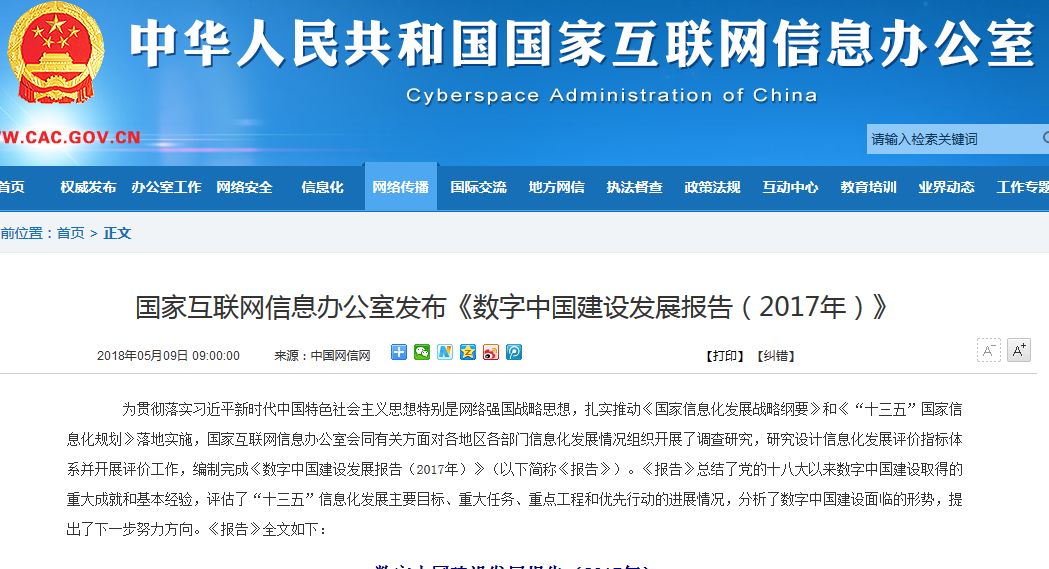 中华人民共和国国家互联网信息办公室
Cyberspace Administration of China
W.CAC.GOV.CN
请输入检索关键词
首页 权威发布 办公室工作 网络安全 信息化 网络传播 国际交流 地方网信 执法督查 政策法规 互动中心 教育培训 业界动态 工作专题
前位置：首页 > 正文
国家互联网信息办公室发布《数字中国建设发展报告（2017年）》
2018年05月09日 09:00:00 来源：中国网信网 【打印】【纠错】 A- A+
为贯彻落实习近平新时代中国特色社会主义思想特别是网络强国战略思想，扎实推动《国家信息化发展战略纲要》和《“十三五”国家信
息化规划》落地实施，国家互联网信息办公室会同有关方面对各地区各部门信息化发展情况组织开展了调查研究，研究设计信息化发展评价指标体
系并开展评价工作，编制完成《数字中国建设发展报告（2017年）》（以下简称《报告》）。《报告》总结了党的十八大以来数字中国建设取得的
重大成就和基本经验，评估了“十三五”信息化发展主要目标、重大任务、重点工程和优先行动的进展情况，分析了数字中国建设面临的形势，提
出了下一步努力方向。《报告》全文如下：
数字中国建设发展报告（2017年）